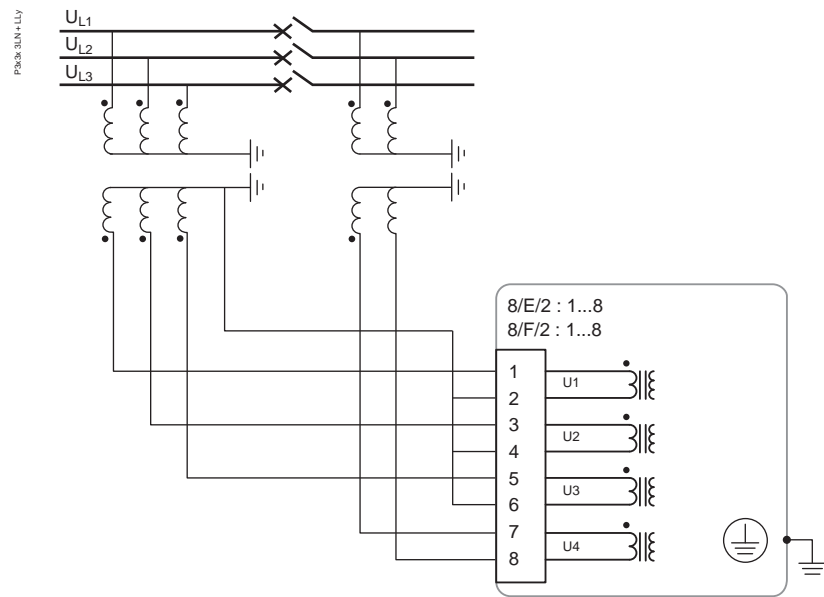 P3x3x 3LN + LLy
UL1
UL2
UL3
8/E/2 : 1...8
8/F/2 : 1...8
1
U1
2
3
U2
4
5
U3
6
7
U4
8